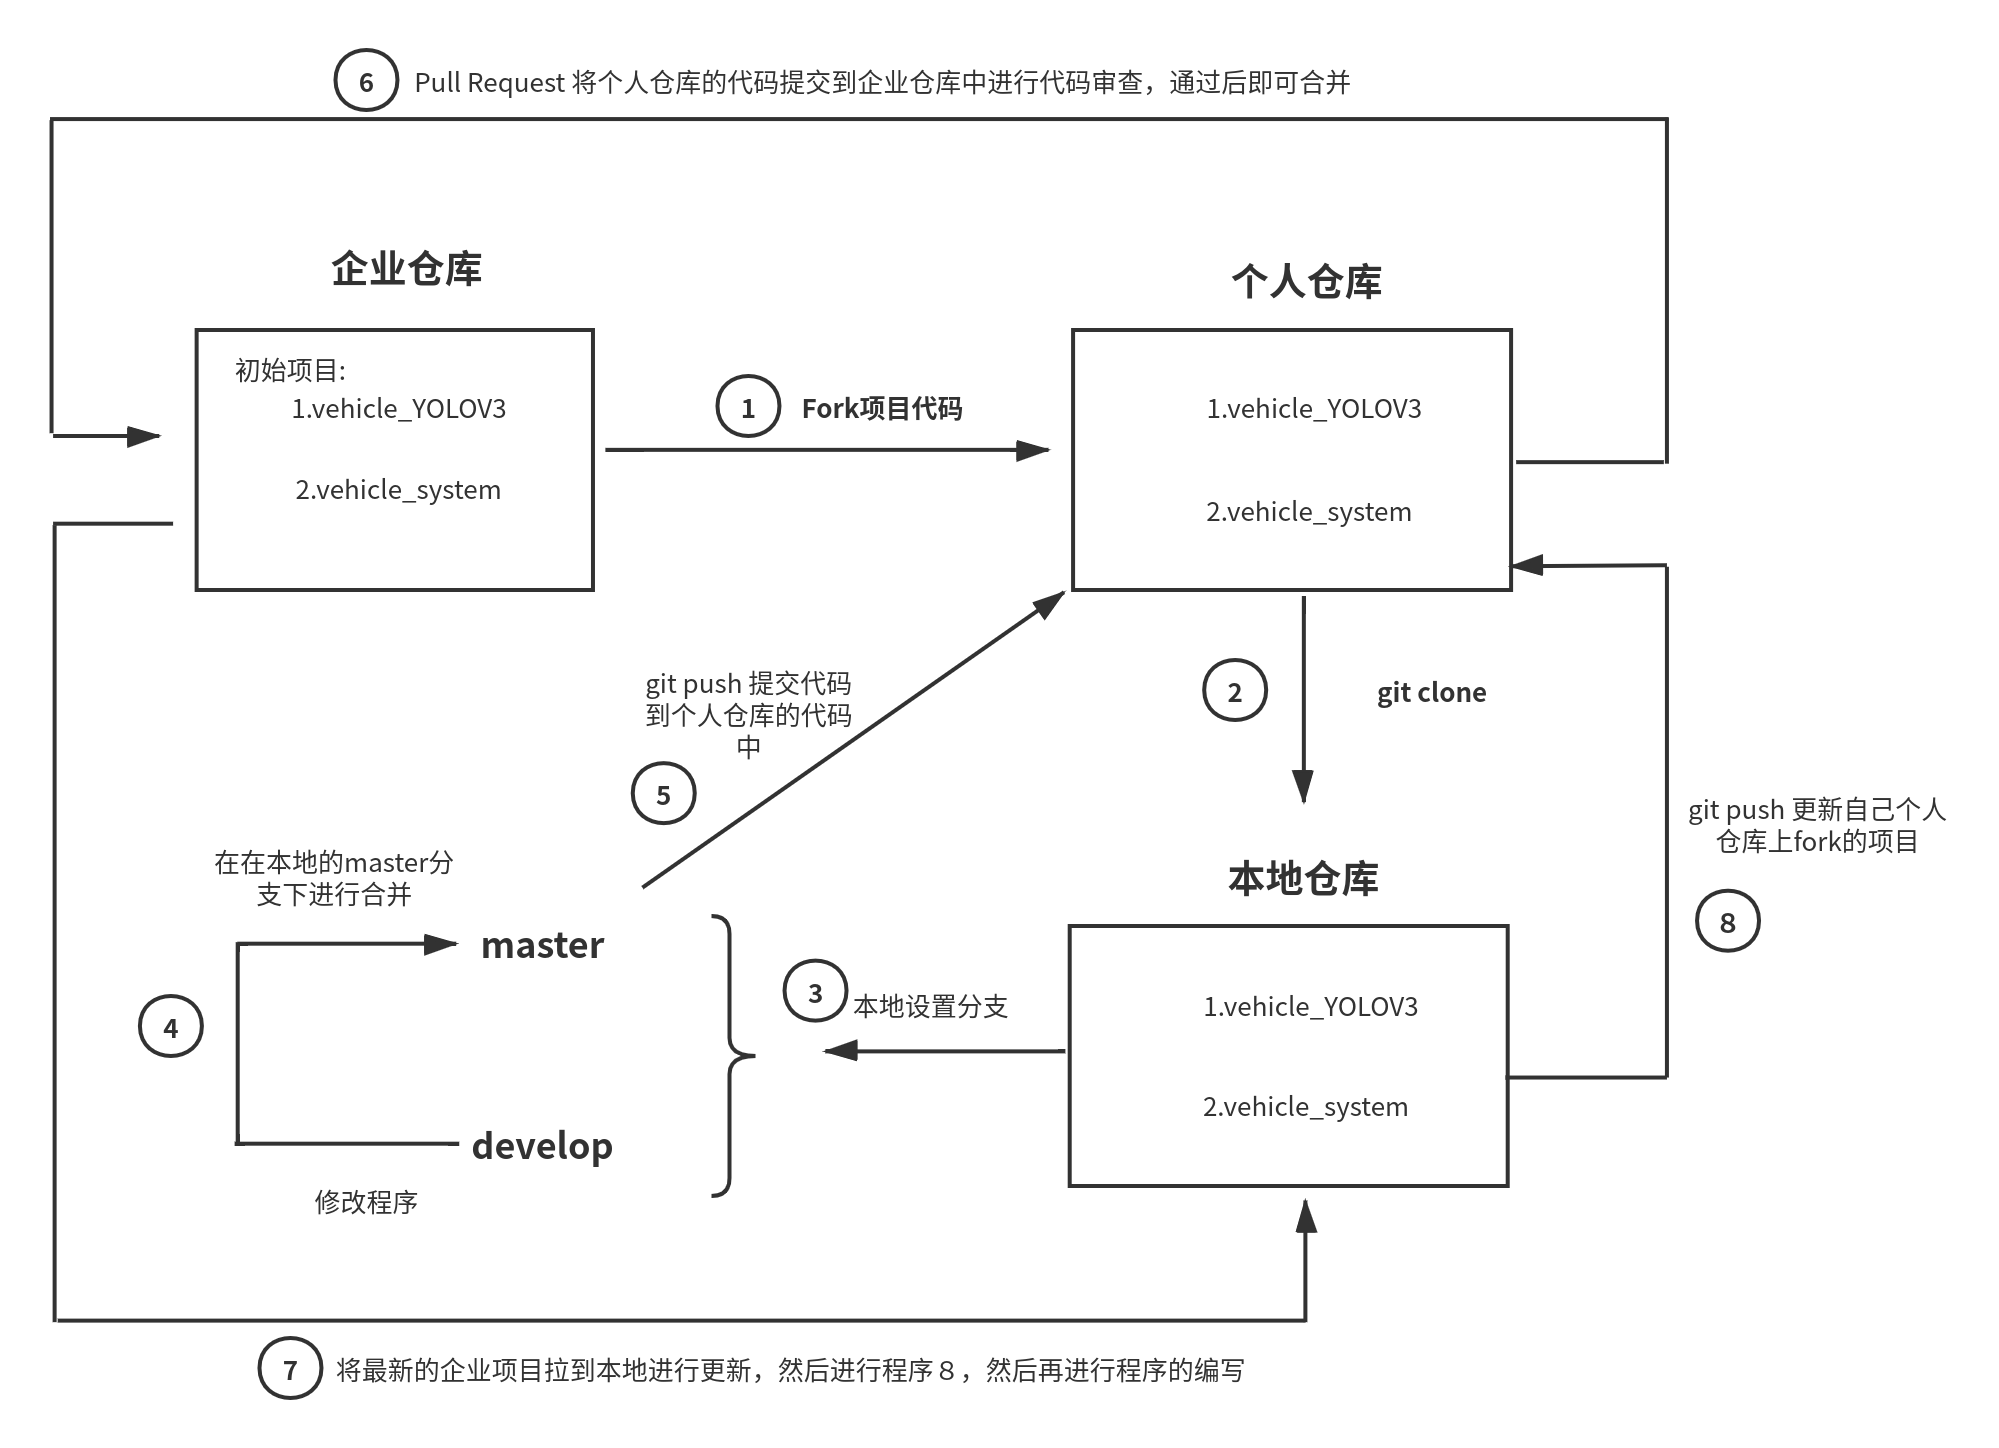 6
Pull Request 将个人仓库的代码提交到企业仓库中进行代码审查，通过后即可合并
企业仓库
个人仓库
初始项目:
1.vehicle_YOLOV3
2.vehicle_system
1
Fork项目代码
1.vehicle_YOLOV3
2.vehicle_system
git push 提交代码
到个人仓库的代码
中
5
2
git clone
git push 更新自己个人
仓库上fork的项目
8
本地仓库
在在本地的master分
支下进行合并
master
4
3
本地设置分支
1.vehicle_YOLOV3
2.vehicle_system
develop
修改程序
7
将最新的企业项目拉到本地进行更新，然后进行程序８，然后再进行程序的编写